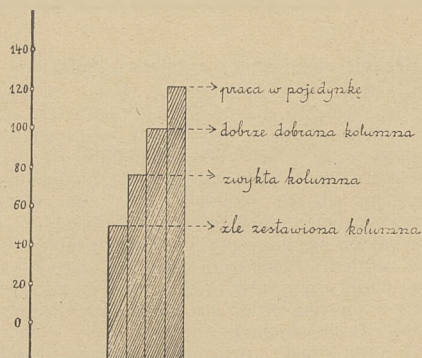 140
120
praca w pojedynkę
100
dobrze dobrana kolumna
80
zwykła kolumna
60
źle zestawiona kolumna
40
20
0